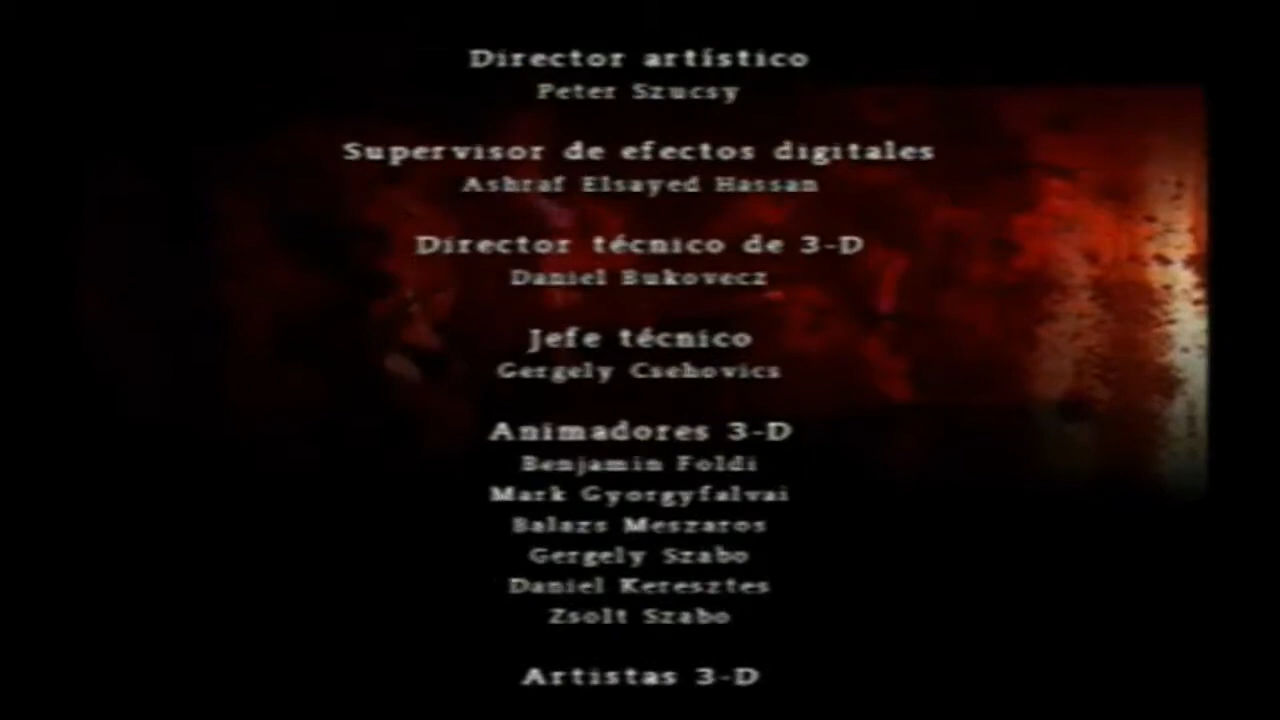 Director artístico
Peter Szucsy
Supervisor de efectos digitales
Ashraf Elsayed Hassan
Director técnico de 3-D
Daniel Bukovecz
Jefe técnico
Gergely Csehovics
Animadores 3-D
Benjamin Foldi
Mark Gyorgyfalvai
Balazs Meszaros
Gergely Szabo
Daniel Keresztes
Zsolt Szabo
Artistas 3-D